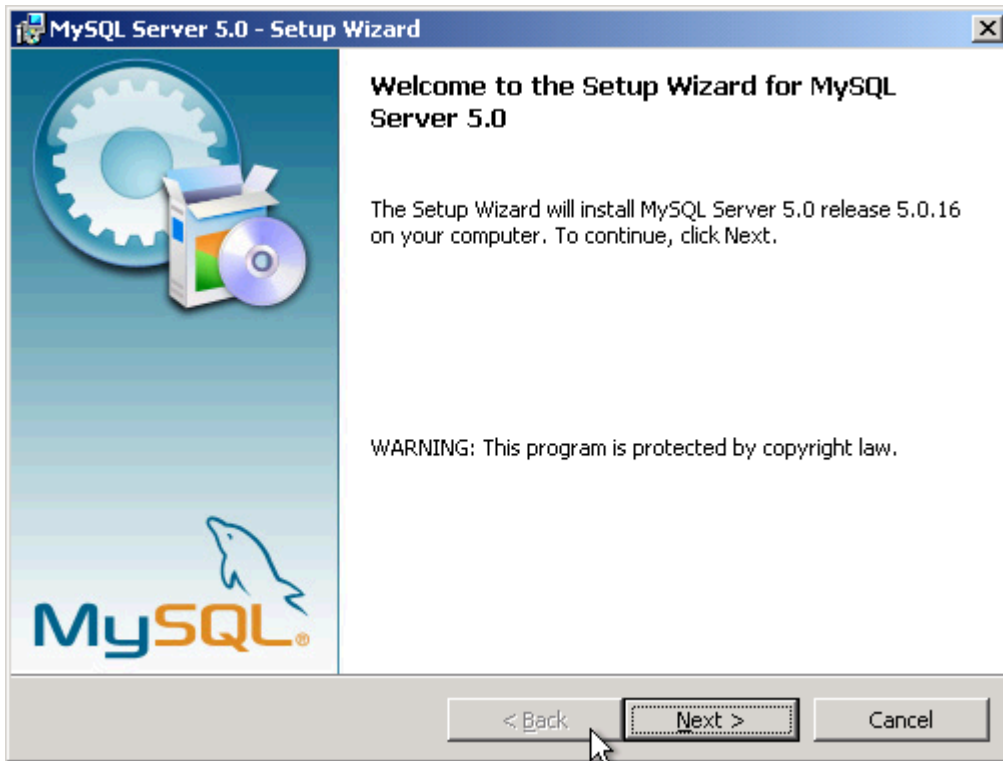 MySQL Server 5.0 - Setup Wizard
Welcome to the Setup Wizard for MySQL
Server 5.0
The Setup Wizard will install MySQL Server 5.0 release 5.0.16
on your computer. To continue, click Next.
WARNING: This program is protected by copyright law.
MySQL®
< Back Next > Cancel